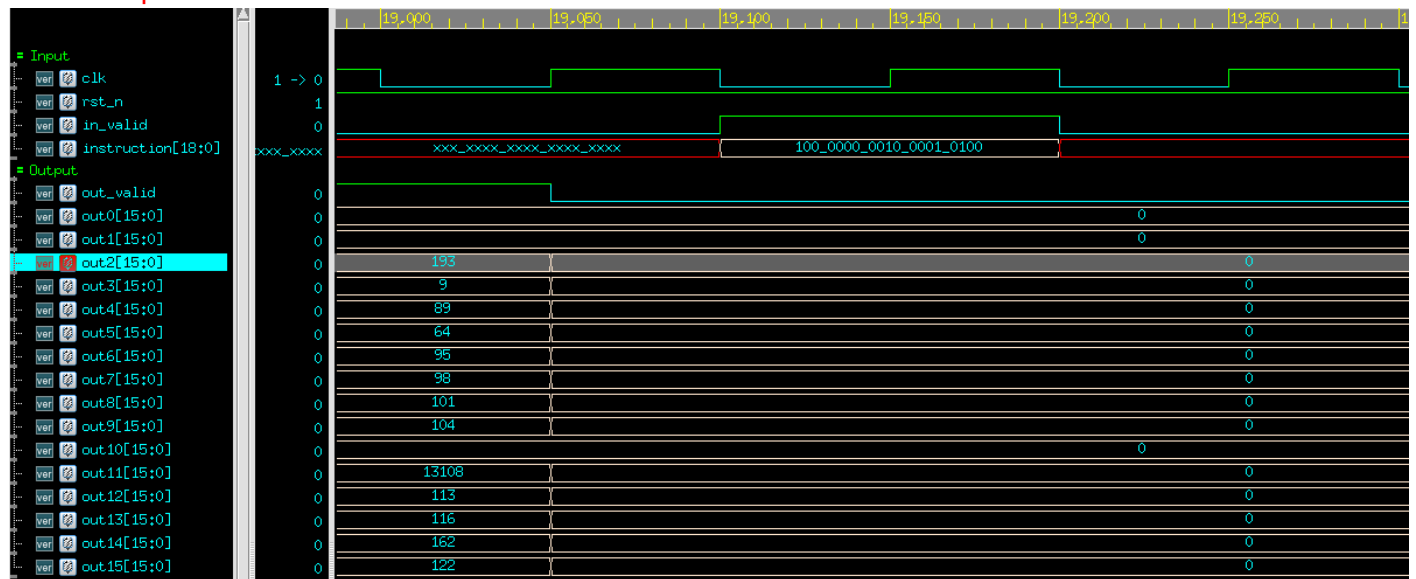 19,000 19,050 19,100 19,150 19,200 19,250 1
= Input
ver clk 1 -> 0
ver rst_n 1
ver in_valid 0
ver instruction[18:0] xxx_xxxx xxx_xxxx_xxxx_xxxx_xxxx 100_0000_0010_0001_0100
= Output
ver out_valid 0
ver out0[15:0] 0 0
ver out1[15:0] 0 0
ver out2[15:0] 0 193 0
ver out3[15:0] 0 9 0
ver out4[15:0] 0 89 0
ver out5[15:0] 0 64 0
ver out6[15:0] 0 95 0
ver out7[15:0] 0 98 0
ver out8[15:0] 0 101 0
ver out9[15:0] 0 104 0
ver out10[15:0] 0 0
ver out11[15:0] 0 13108 0
ver out12[15:0] 0 113 0
ver out13[15:0] 0 116 0
ver out14[15:0] 0 162 0
ver out15[15:0] 0 122 0